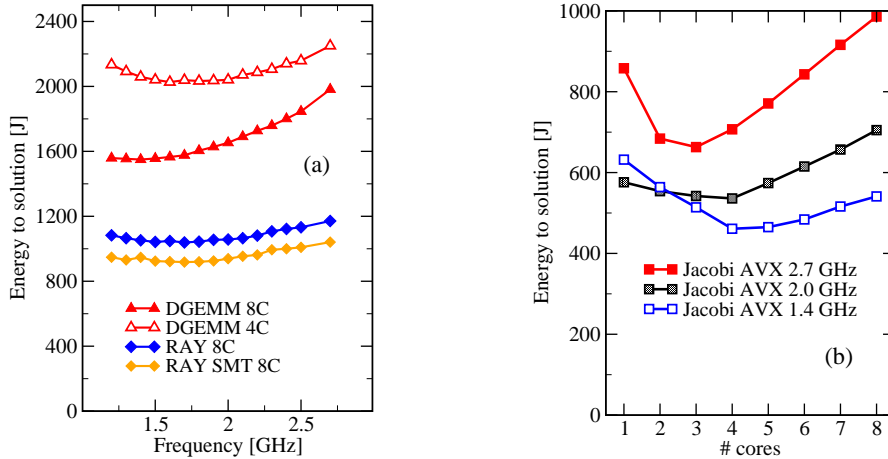 2400
2000
1600
1200
800
400
0
1.5
2
2.5
Frequency [GHz]
Energy to solution [J]
(a)
DGEMM 8C
DGEMM 4C
RAY 8C
RAY SMT 8C
1000
800
600
400
200
0
1 2 3 4 5 6 7 8
# cores
Energy to solution [J]
Jacobi AVX 2.7 GHz
Jacobi AVX 2.0 GHz
Jacobi AVX 1.4 GHz
(b)